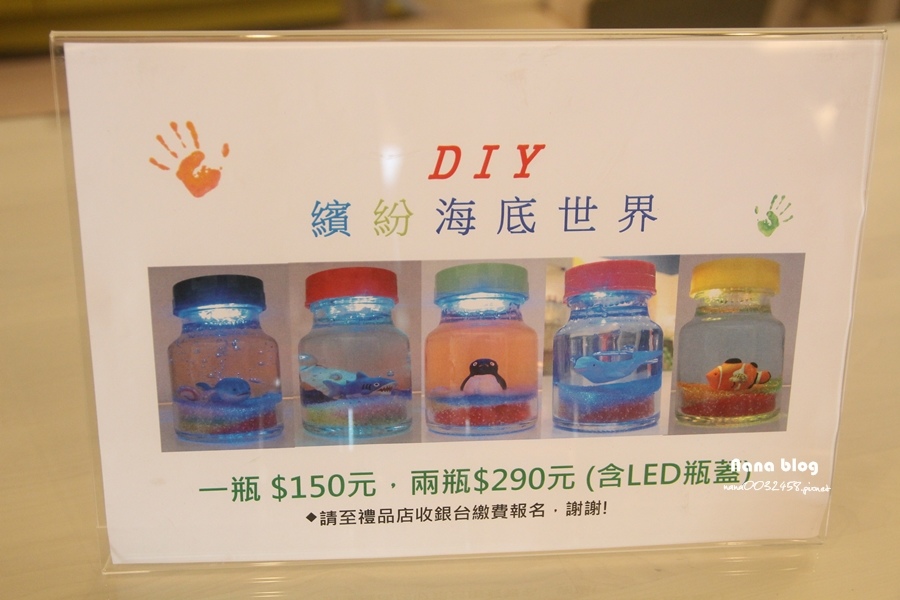 DIY
繽紛海底世界
一瓶 $150元，兩瓶$290元 (含LED瓶蓋)
◆請至禮品店收銀台繳費報名，謝謝!
Nana blog
nana0032458.pixnet